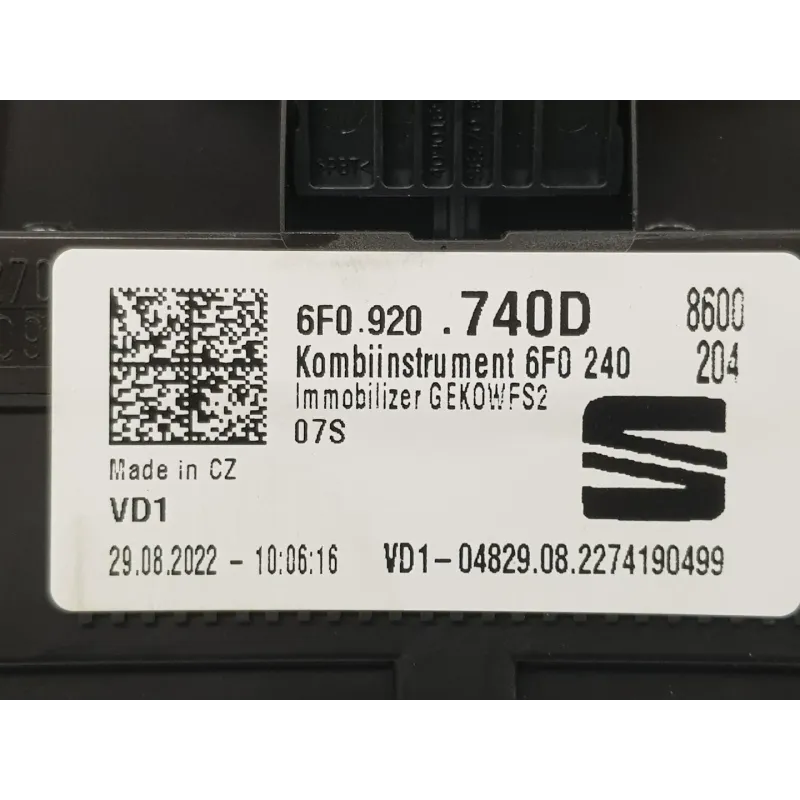 >PBT<
6F0.920 .740D 8600
Kombiinstrument 6F0 240 204
Immobilizer GEKOWFS2
07S
Made in CZ
VD1
29.08.2022 - 10:06:16 VD1-04829.08.2274190499